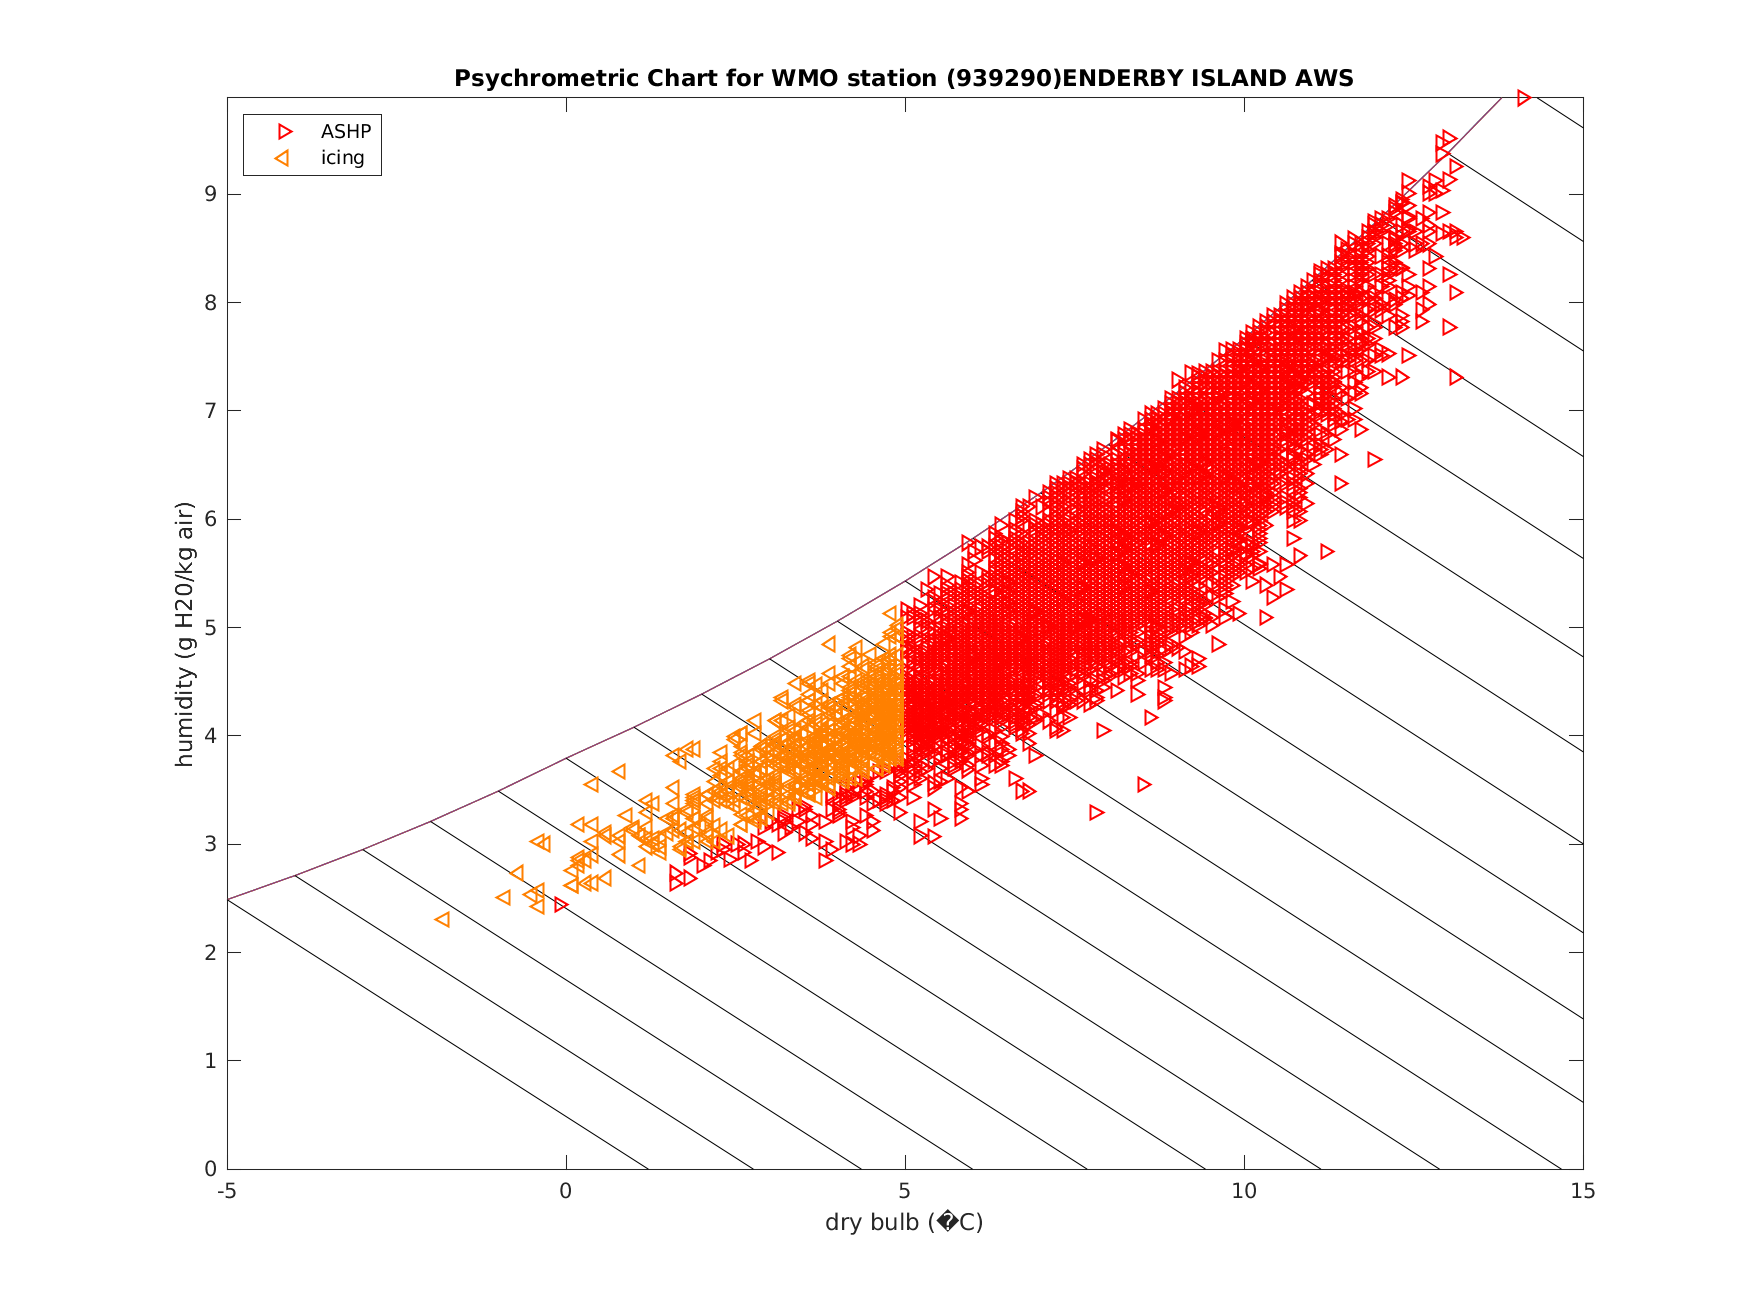 Psychrometric Chart for WMO station (939290)ENDERBY ISLAND AWS
ASHP
icing
humidity (g H20/kg air)
9
8
7
6
5
4
3
2
1
0
-5 0 5 10 15
dry bulb (�C)